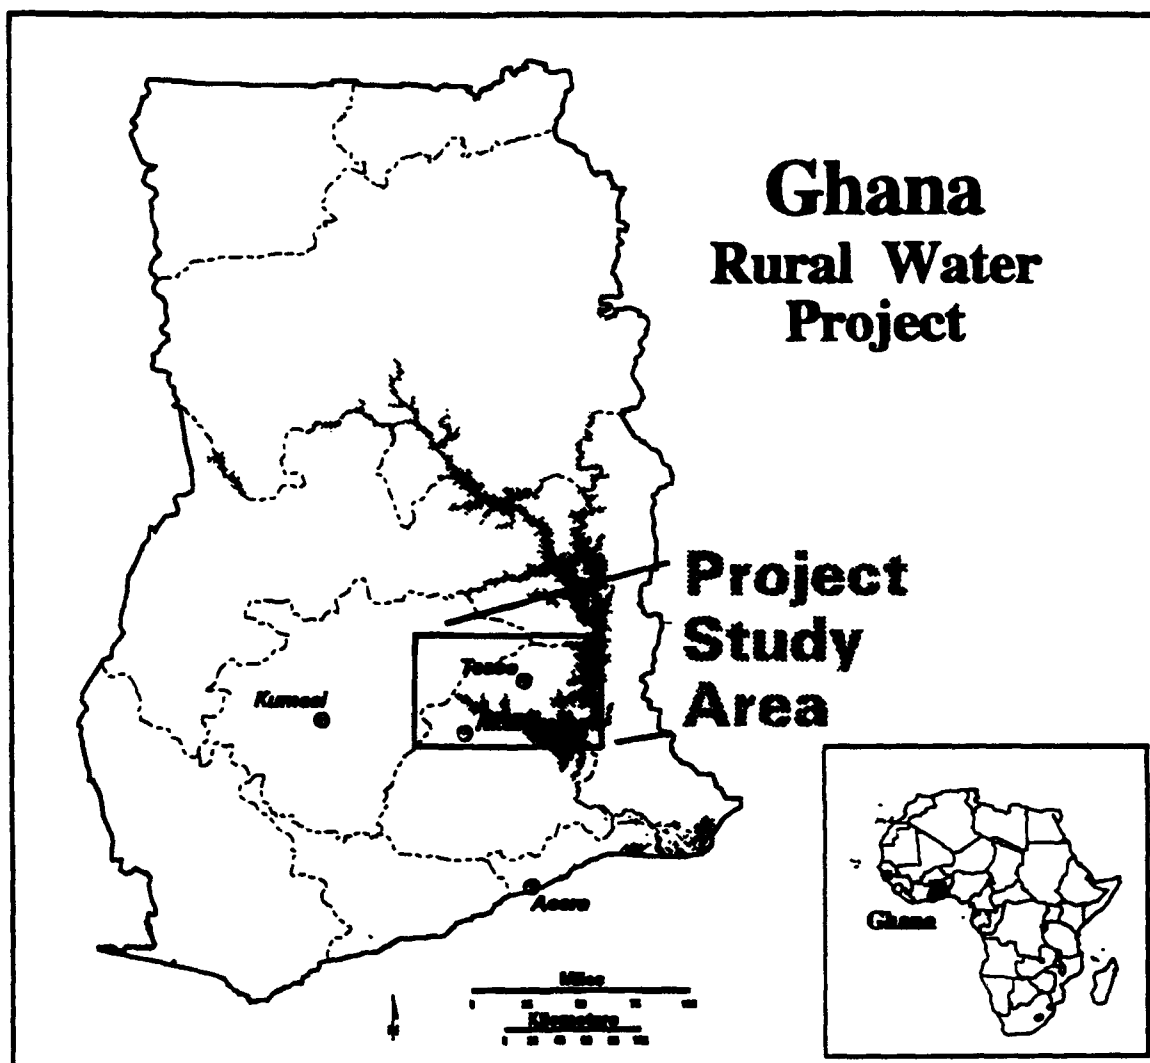 Ghana
Rural Water
Project
Project
Study
Area
Kumasi
Accra
Ghana
Miles
Kilometers